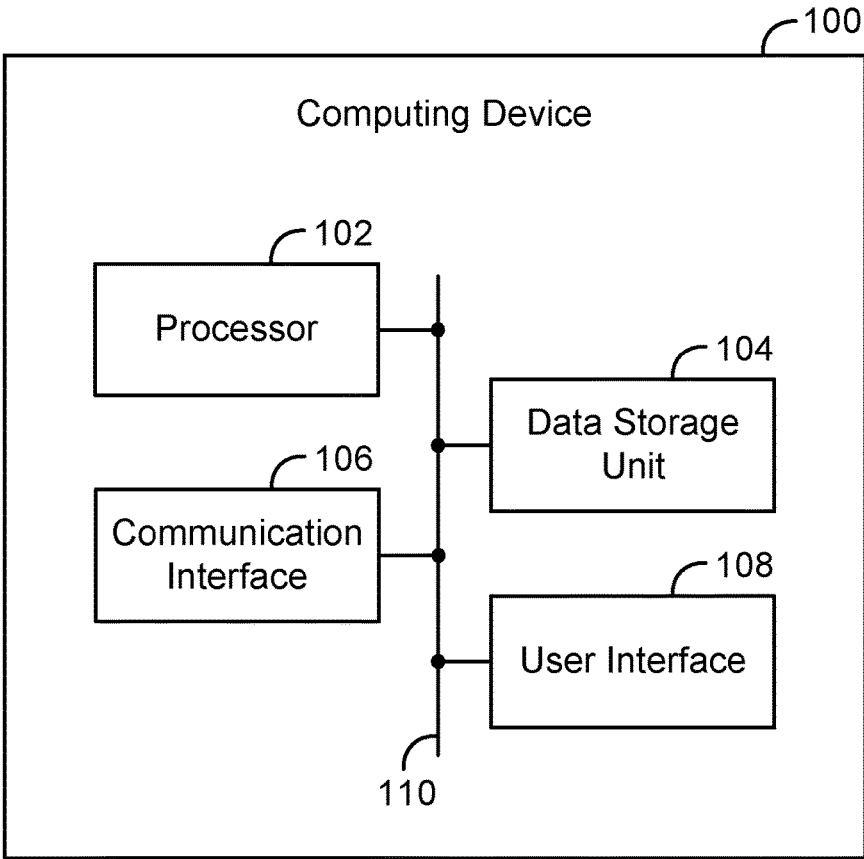 100
Computing Device
102
Processor
104
Data Storage
Unit
106
Communication
Interface
108
User Interface
110